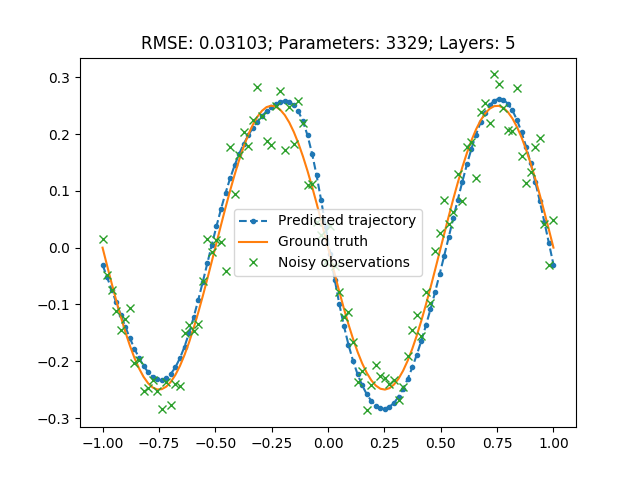 RMSE: 0.03103; Parameters: 3329; Layers: 5
0.3
0.2
0.1
0.0
−0.1
−0.2
−0.3
Predicted trajectory
Ground truth
Noisy observations
−1.00 −0.75 −0.50 −0.25 0.00 0.25 0.50 0.75 1.00